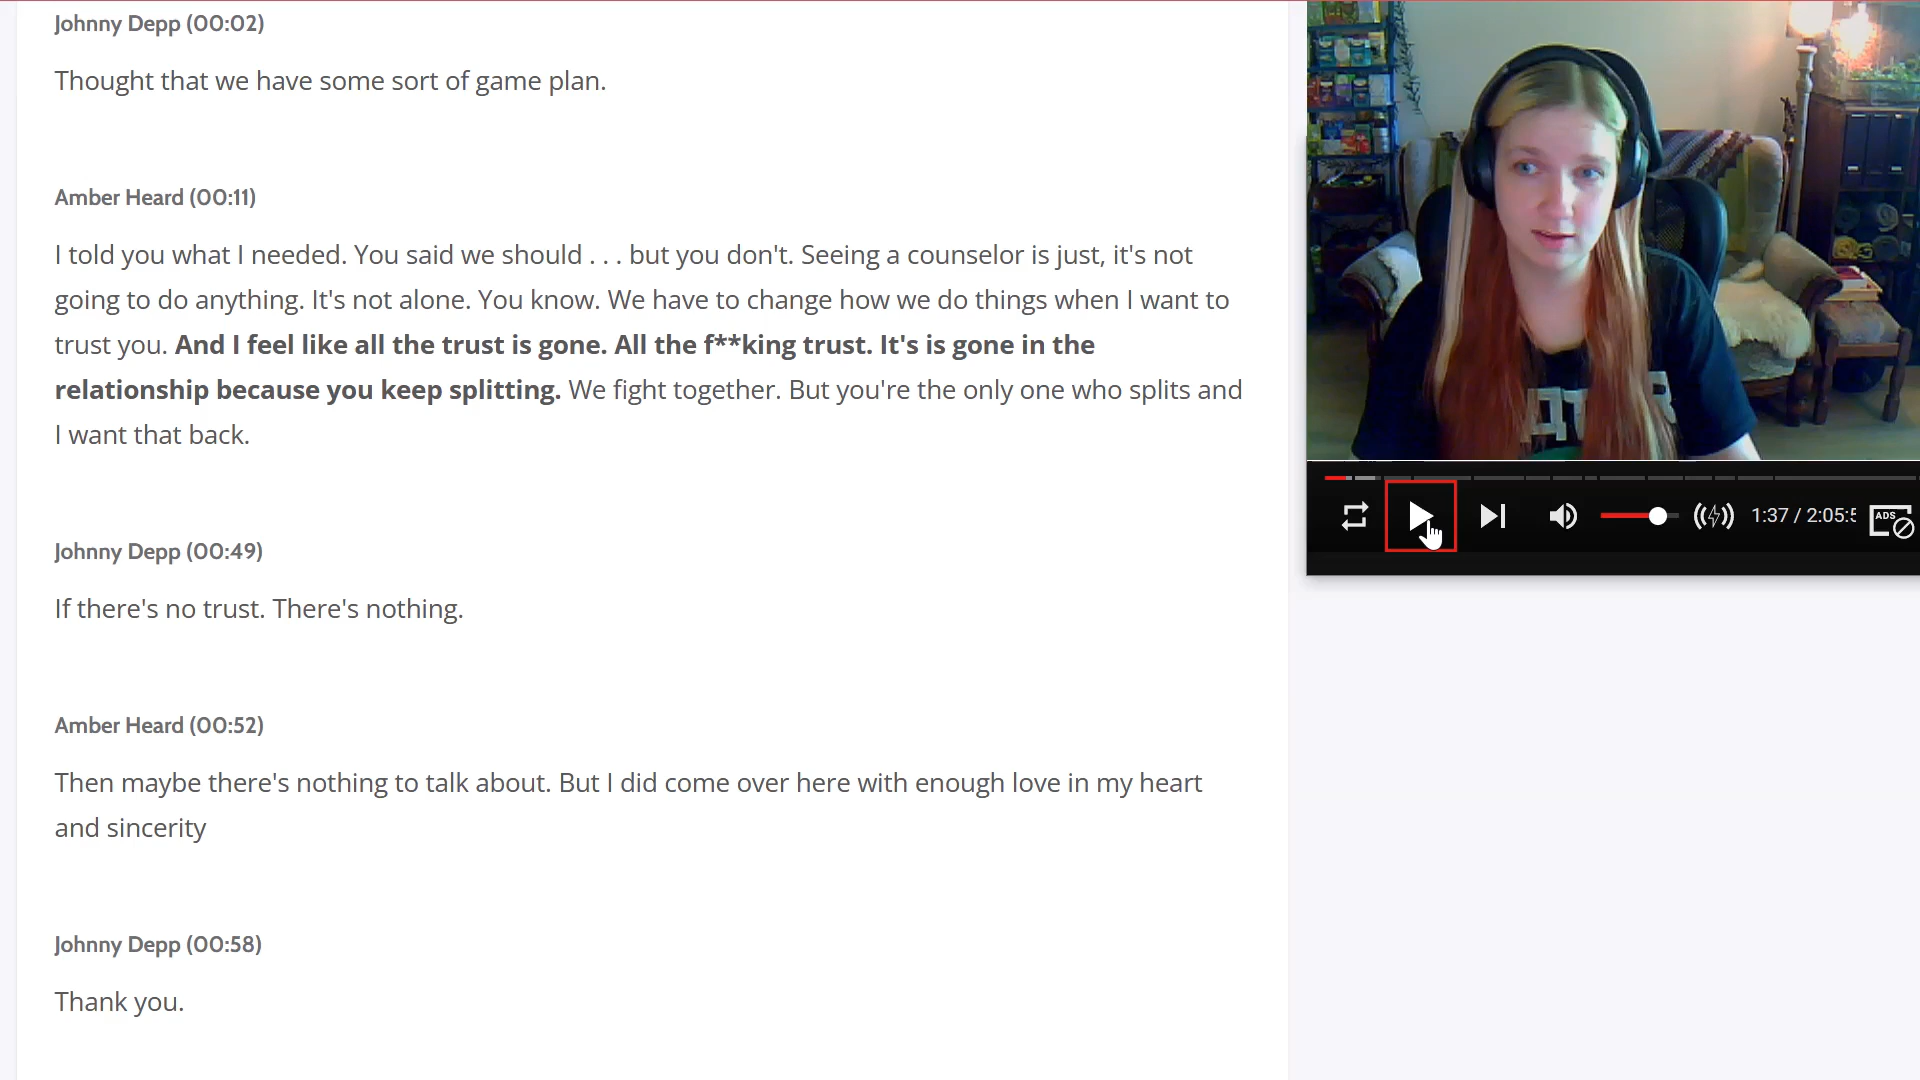 Johnny Depp (00:02)
Thought that we have some sort of game plan.
Amber Heard (00:11)
I told you what I needed. You said we should . . . but you don't. Seeing a counselor is just, it's not
going to do anything. It's not alone. You know. We have to change how we do things when I want to
trust you. And I feel like all the trust is gone. All the f**king trust. It's is gone in the
relationship because you keep splitting. We fight together. But you're the only one who splits and
I want that back.
Johnny Depp (00:49)
If there's no trust. There's nothing.
Amber Heard (00:52)
Then maybe there's nothing to talk about. But I did come over here with enough love in my heart
and sincerity
Johnny Depp (00:58)
Thank you.
1:37 / 2:05:5
ADS